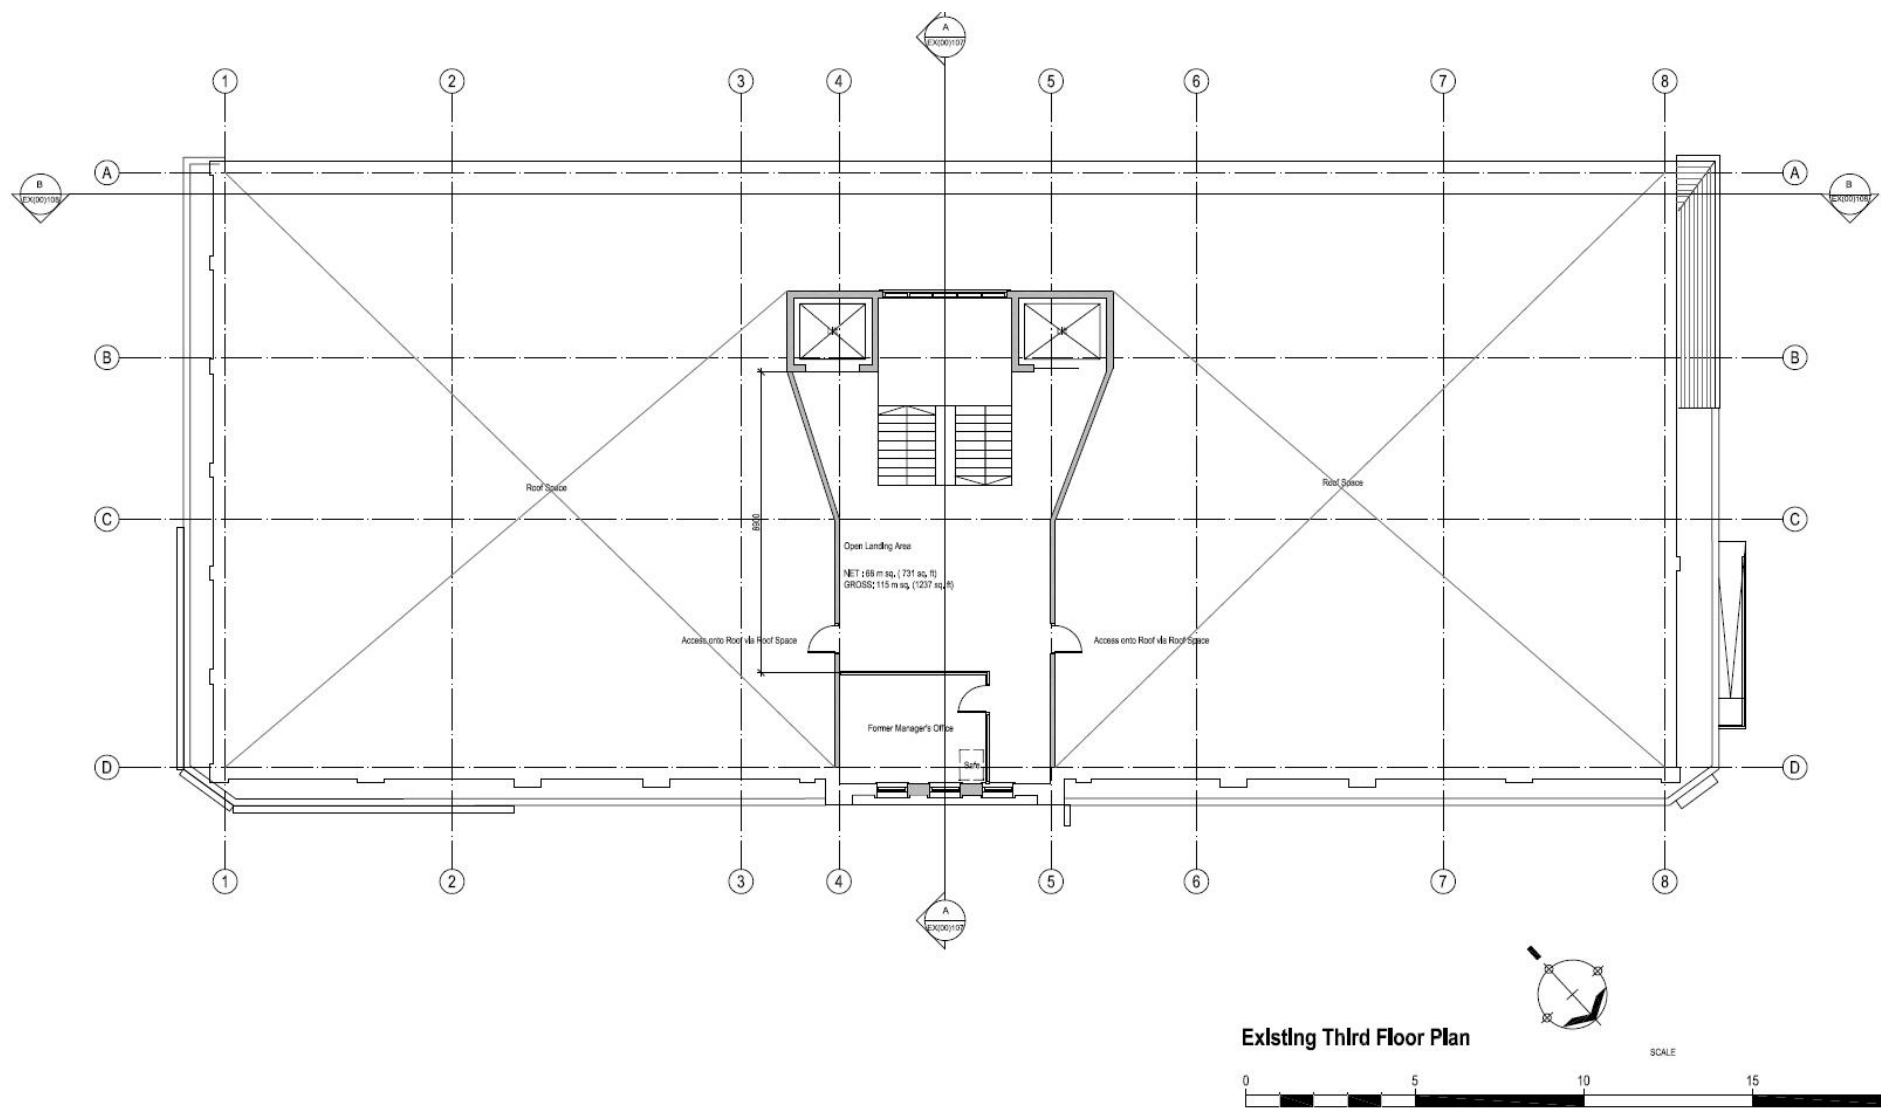 A
EX(00)107
1 2 3 4 5 6 7 8
A A
B
EX(00)108
B
EX(00)108
B B
Roof Space
Roof Space
C C
8900
Open Landing Area
NET : 68 m sq. ( 731 sq. ft)
GROSS: 115 m sq. (1237 sq. ft)
Access onto Roof via Roof Space
Access onto Roof via Roof Space
Former Manager's Office
Safe
D D
1 2 3 4 5 6 7 8
A
EX(00)107
Existing Third Floor Plan
SCALE
0 5 10 15